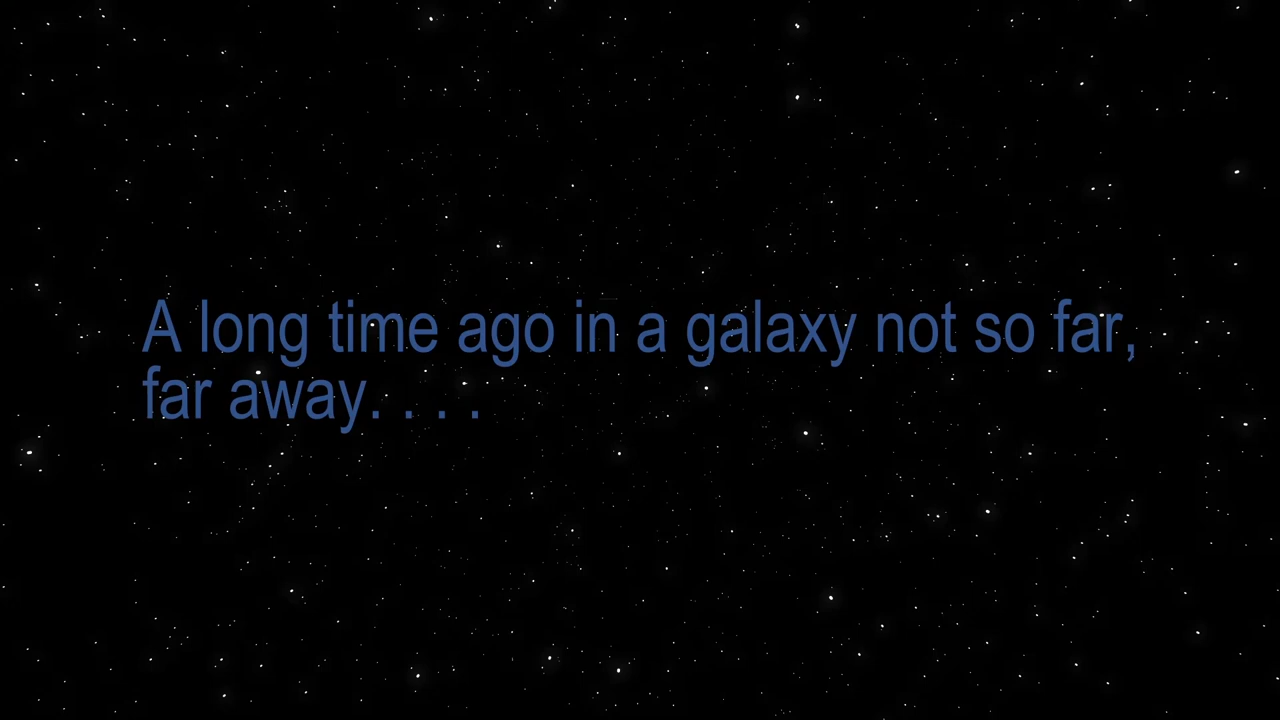 A long time ago in a galaxy not so far,
far away. . . .